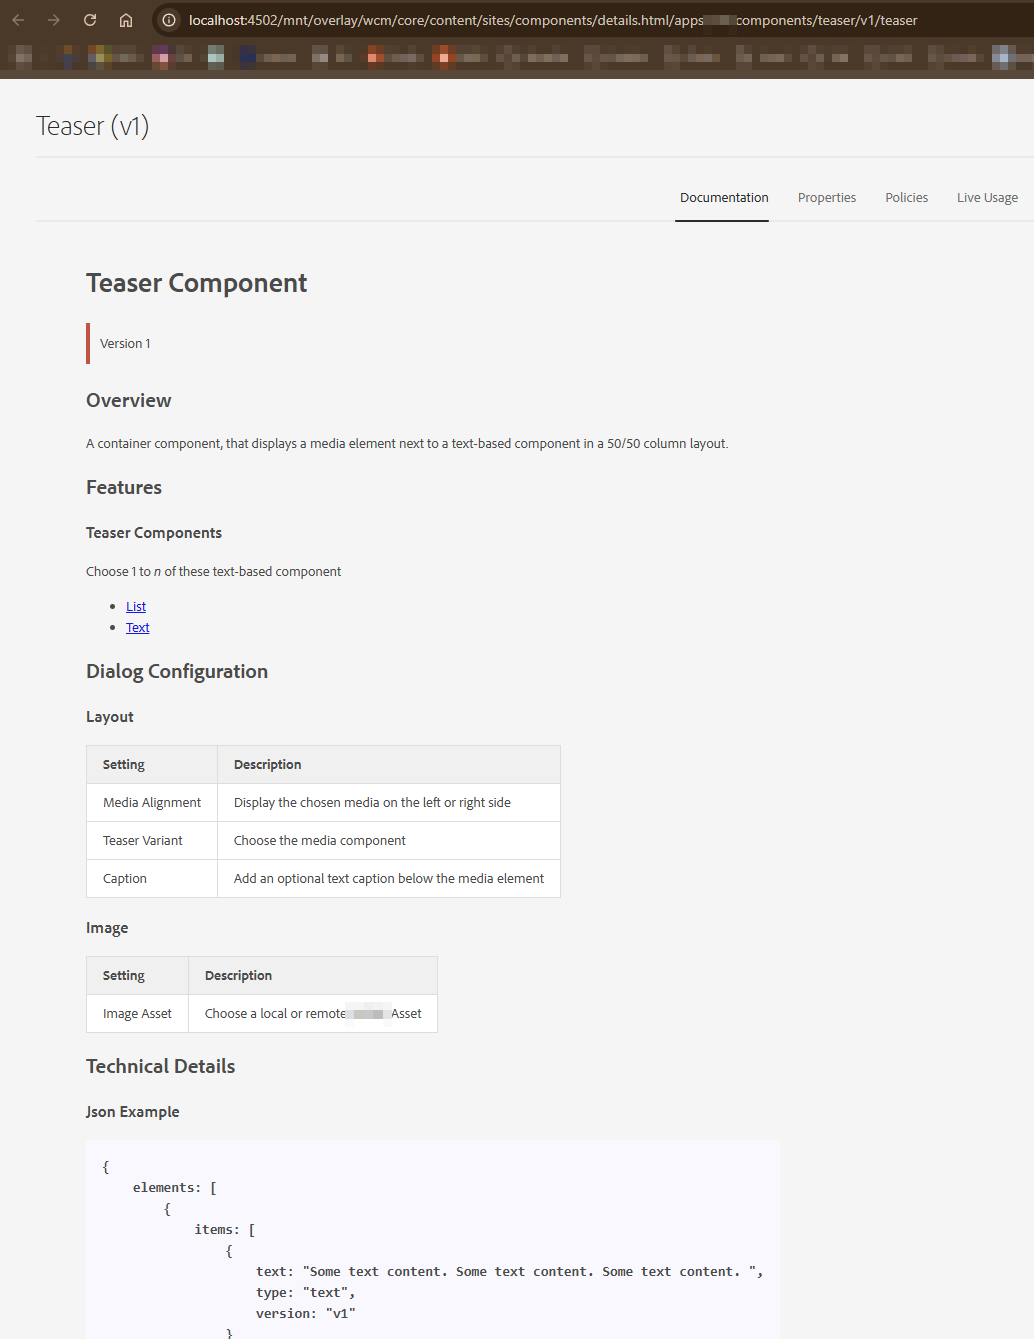 localhost:4502/mnt/overlay/wcm/core/content/sites/components/details.html/apps components/teaser/v1/teaser
Teaser (v1)
Documentation Properties Policies Live Usage
Teaser Component
Version 1
Overview
A container component, that displays a media element next to a text-based component in a 50/50 column layout.
Features
Teaser Components
Choose 1 to n of these text-based component
• List
• Text
Dialog Configuration
Layout
Setting Description
Media Alignment Display the chosen media on the left or right side
Teaser Variant Choose the media component
Caption Add an optional text caption below the media element
Image
Setting Description
Image Asset Choose a local or remote Asset
Technical Details
Json Example
{
elements: [
{
items: [
{
text: "Some text content. Some text content. Some text content. ",
type: "text",
version: "v1"
}